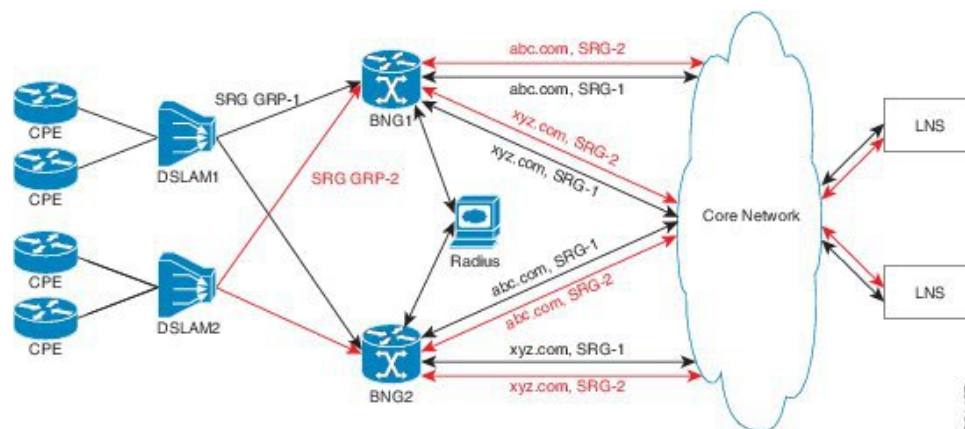 abc.com, SRG-2
abc.com, SRG-1
SRG GRP-1
BNG1
xyz.com, SRG-2
xyz.com, SRG-1
CPE
CPE
DSLAM1
SRG GRP-2
LNS
Core Network
Radius
CPE
CPE
DSLAM2
abc.com, SRG-1
abc.com, SRG-2
LNS
xyz.com, SRG-1
xyz.com, SRG-2
BNG2